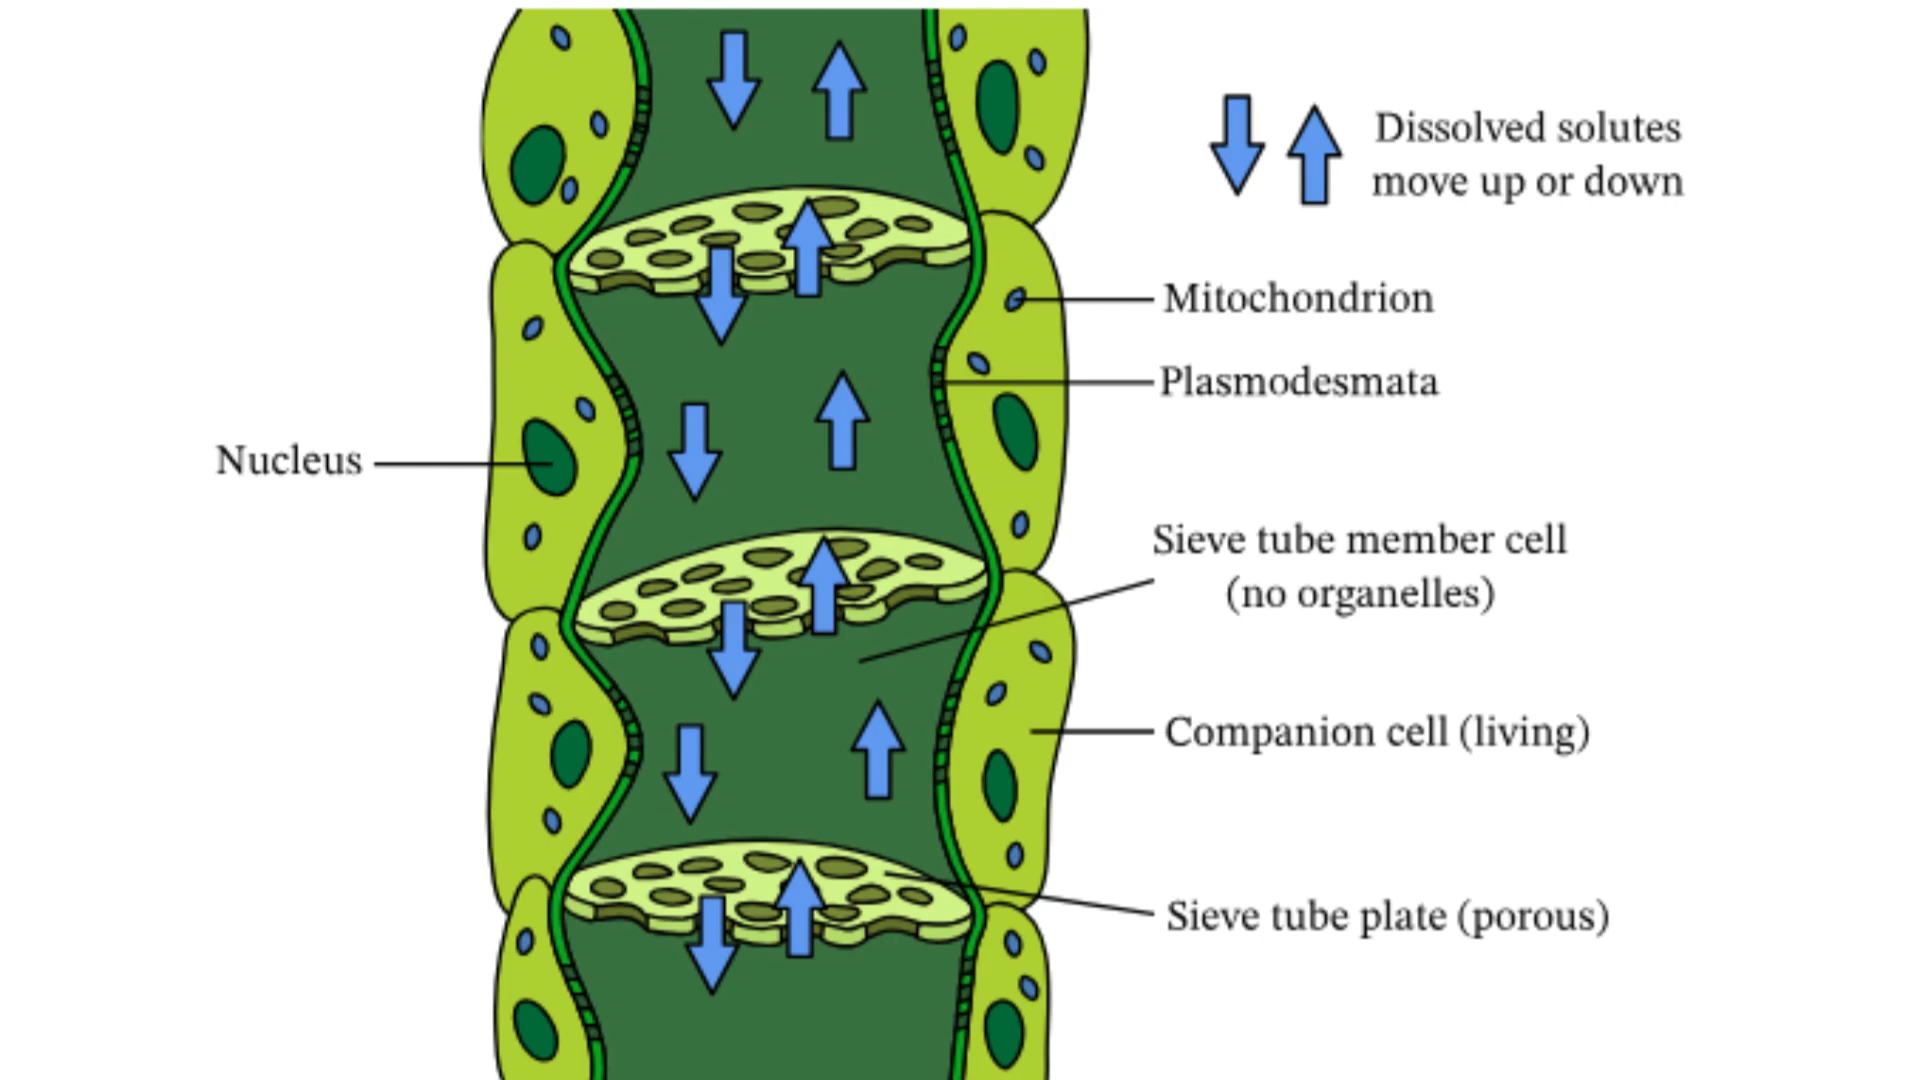 Dissolved solutes
move up or down
Mitochondrion
Plasmodesmata
Nucleus
Sieve tube member cell
(no organelles)
Companion cell (living)
Sieve tube plate (porous)